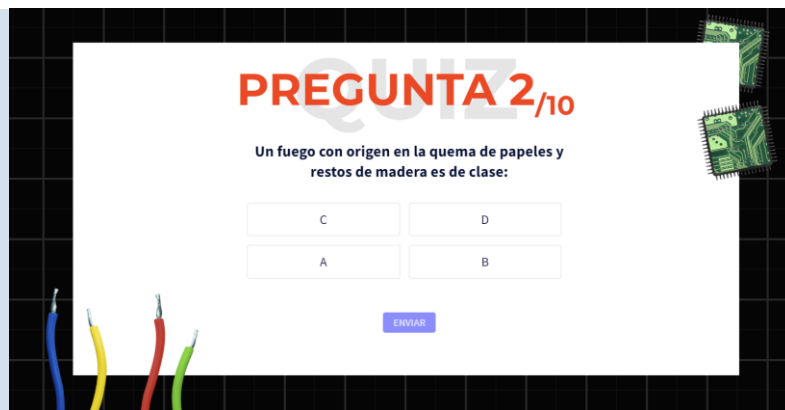 QUIZ
PREGUNTA 2/10
Un fuego con origen en la quema de papeles y
restos de madera es de clase:
C
D
A
B
ENVIAR